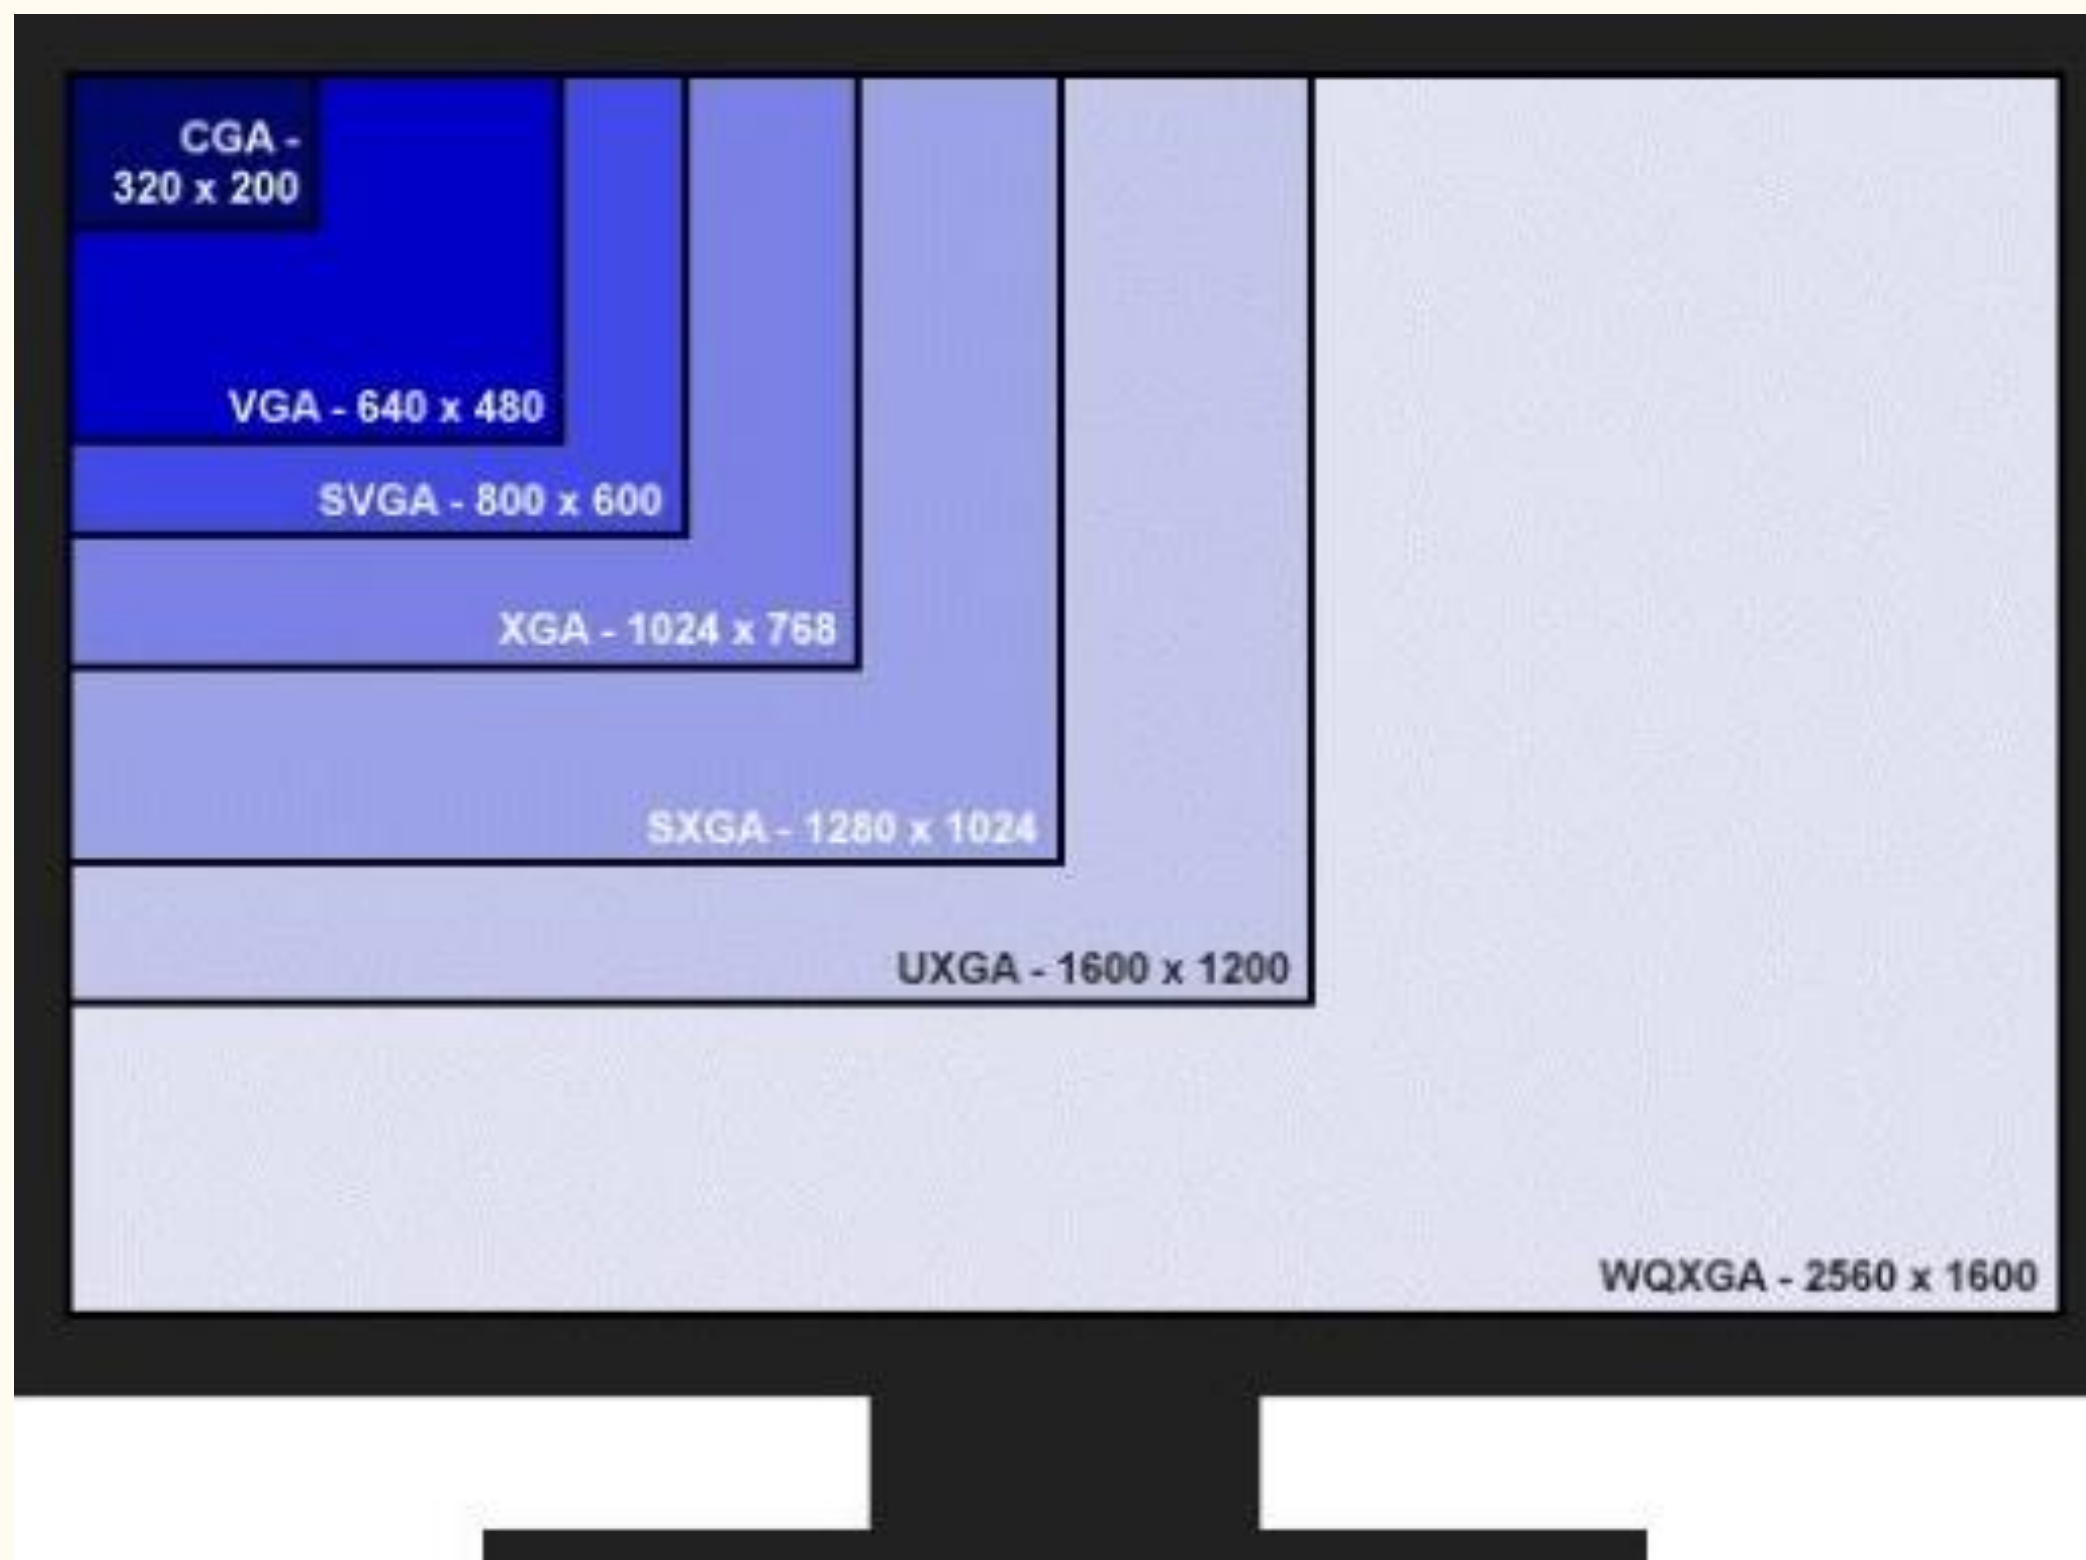 CGA -
320 x 200
VGA - 640 x 480
SVGA - 800 x 600
XGA - 1024 x 768
SXGA - 1280 x 1024
UXGA - 1600 x 1200
WQXGA - 2560 x 1600